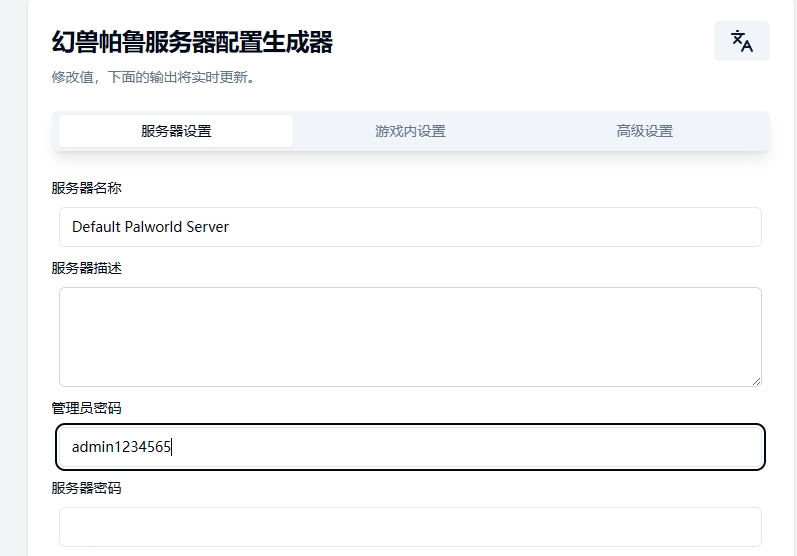 幻兽帕鲁服务器配置生成器
修改值，下面的输出将实时更新。
服务器设置
游戏内设置
高级设置
服务器名称
Default Palworld Server
服务器描述
管理员密码
admin1234565
服务器密码